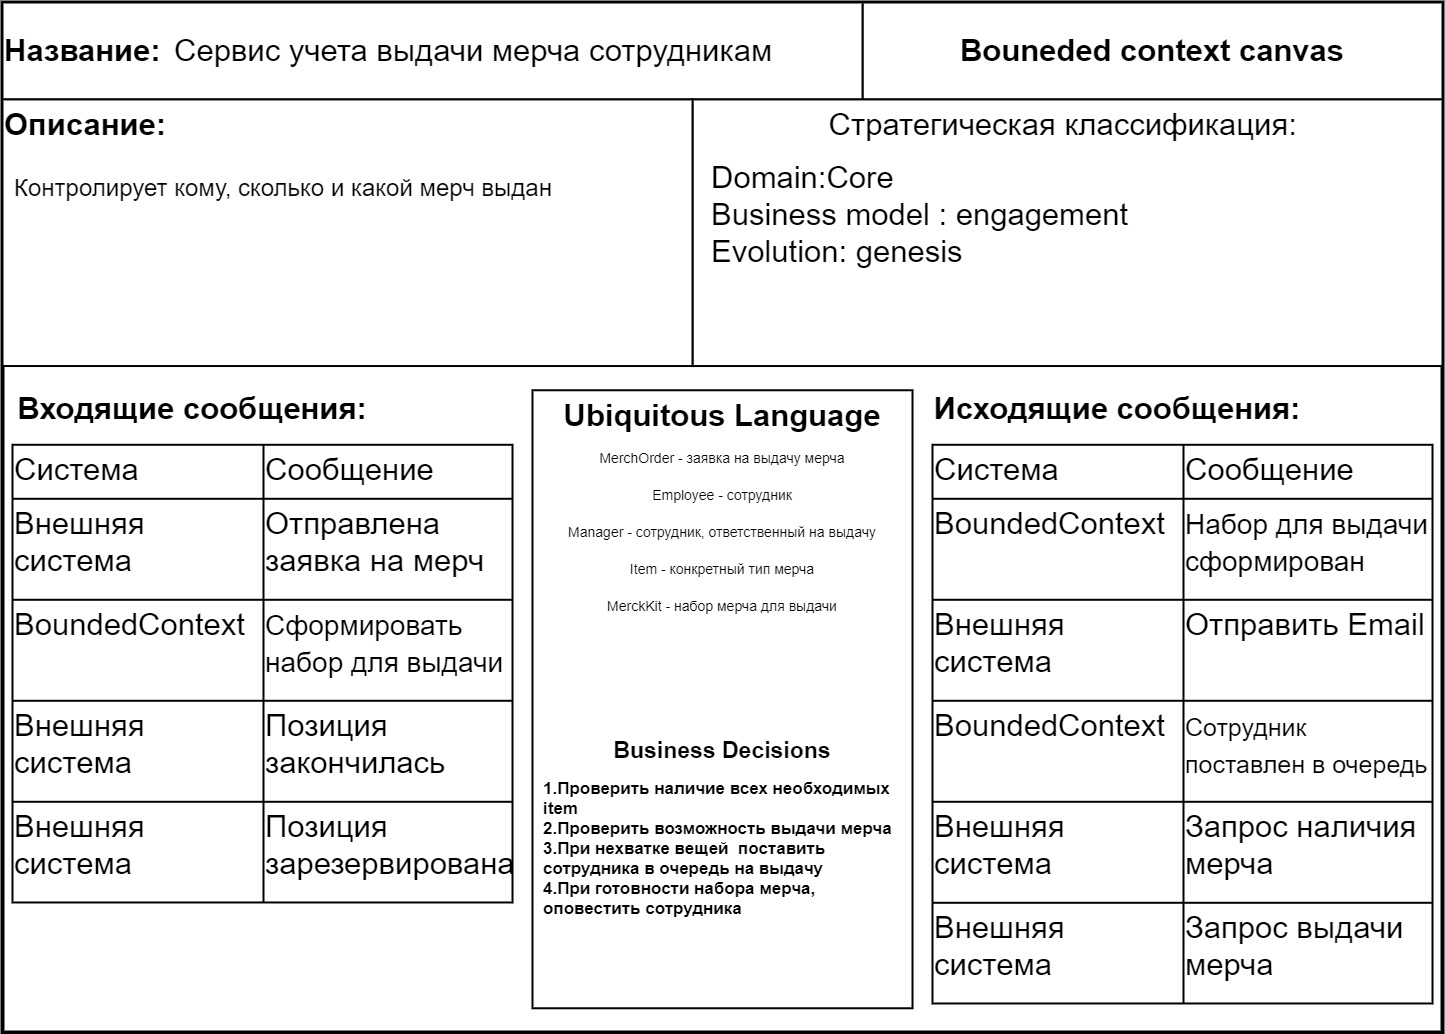 Название: Сервис учета выдачи мерча сотрудникам
Bouneded context canvas
Описание:
Контролирует кому, сколько и какой мерч выдан
Стратегическая классификация:
Domain:Core
Business model : engagement
Evolution: genesis
Входящие сообщения:
Система Сообщение
Внешняя
система
Отправлена
заявка на мерч
BoundedContext
Сформировать
набор для выдачи
Внешняя
система
Позиция
закончилась
Внешняя
система
Позиция
зарезервирована
Ubiquitous Language
MerchOrder - заявка на выдачу мерча
Employee - сотрудник
Manager - сотрудник, ответственный на выдачу
Item - конкретный тип мерча
MerckKit - набор мерча для выдачи
Business Decisions
1.Проверить наличие всех необходимых
item
2.Проверить возможность выдачи мерча
3.При нехватке вещей поставить
сотрудника в очередь на выдачу
4.При готовности набора мерча,
оповестить сотрудника
Исходящие сообщения:
Система Сообщение
BoundedContext
Набор для выдачи
сформирован
Внешняя
система
Отправить Email
BoundedContext
Сотрудник
поставлен в очередь
Внешняя
система
Запрос наличия
мерча
Внешняя
система
Запрос выдачи
мерча